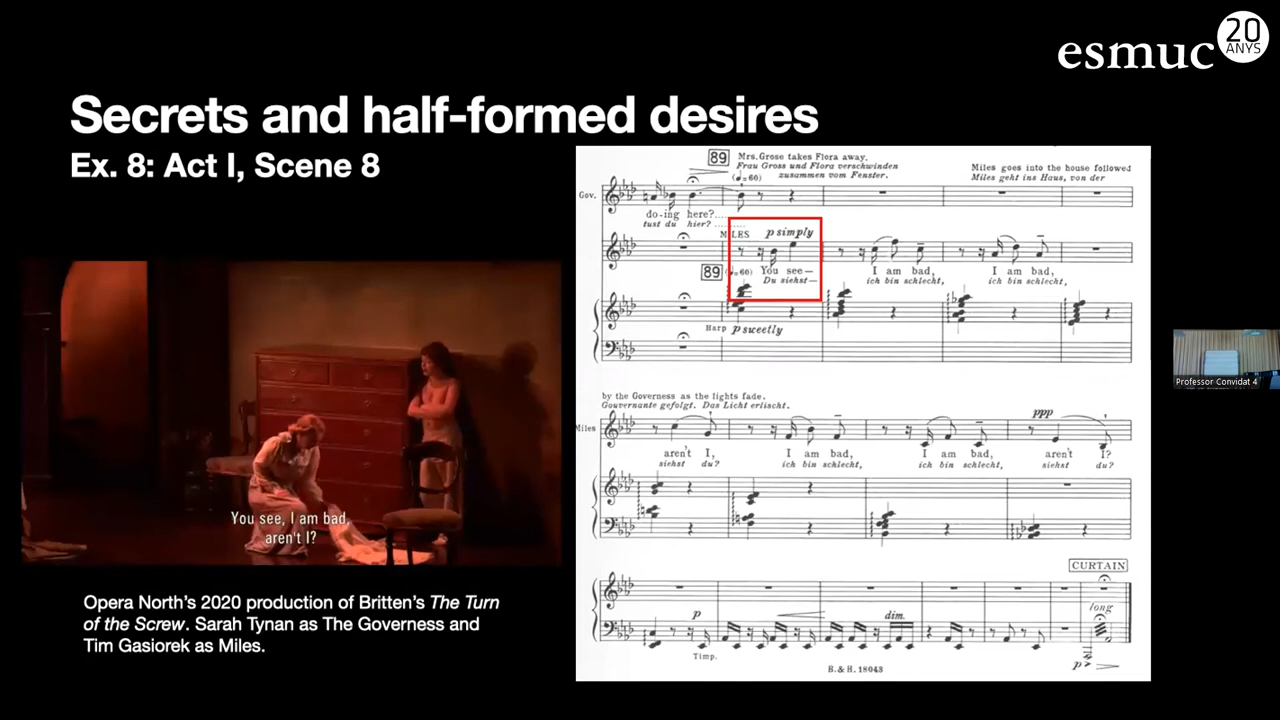 esmuc
20
ANYS
Secrets and half-formed desires
Ex. 8: Act I, Scene 8
89
Mrs. Grose takes Flora away.
Frau Gross und Flora verschwinden
zusammen vom Fenster.
Miles goes into the house followed
Miles geht ins Haus, von der
(♩=60)
Gov.
do-ing here?
tust du hier?
MILES
p simply
89
(♩=60)
You see—
Du siehst—
I am bad,
ich bin schlecht,
I am bad,
ich bin schlecht,
Harp p sweetly
by the Governess as the lights fade.
Gouvernante gefolgt. Das Licht erlischt.
Miles
ppp
aren't I,
siehst du?
I am bad,
ich bin schlecht,
I am bad,
ich bin schlecht,
aren't I?
siehst du?
CURTAIN
long
p
dim.
Timp.
p
B.& H. 18043
You see, I am bad,
aren't I?
Opera North's 2020 production of Britten's The Turn
of the Screw. Sarah Tynan as The Governess and
Tim Gasiorek as Miles.
Professor Convidat 4